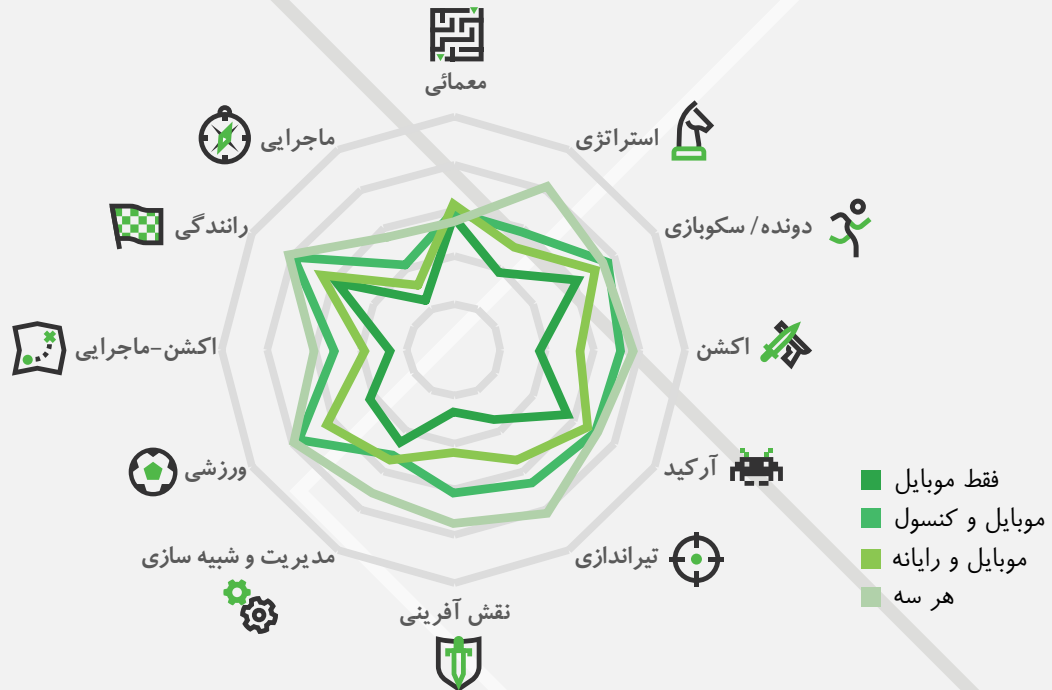 معمائی
استراتژی
ماجرایی
دونده/ سکوبازی
رانندگی
اکشن
اکشن-ماجرایی
آرکید
ورزشی
تیراندازی
مدیریت و شبیه سازی
نقش آفرینی
فقط موبایل
موبایل و کنسول
موبایل و رایانه
هر سه